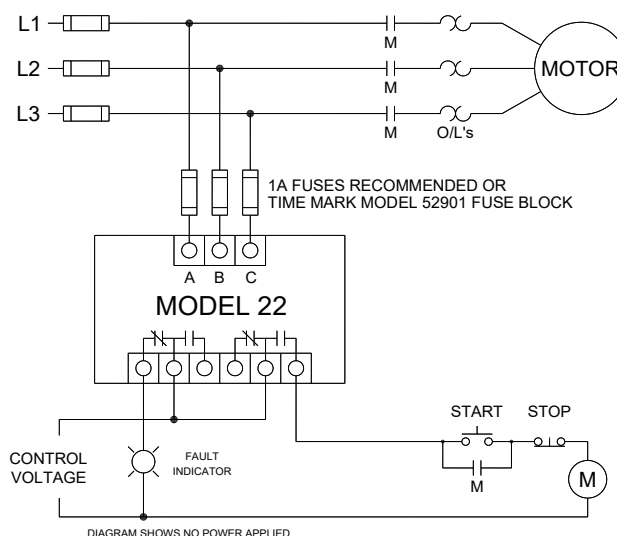 L1
M
L2
MOTOR
M
L3
M
O/L's
1A FUSES RECOMMENDED OR
TIME MARK MODEL 52901 FUSE BLOCK
A B C
MODEL 22
START STOP
CONTROL
VOLTAGE
FAULT
INDICATOR
M
M
DIAGRAM SHOWS NO POWER APPLIED